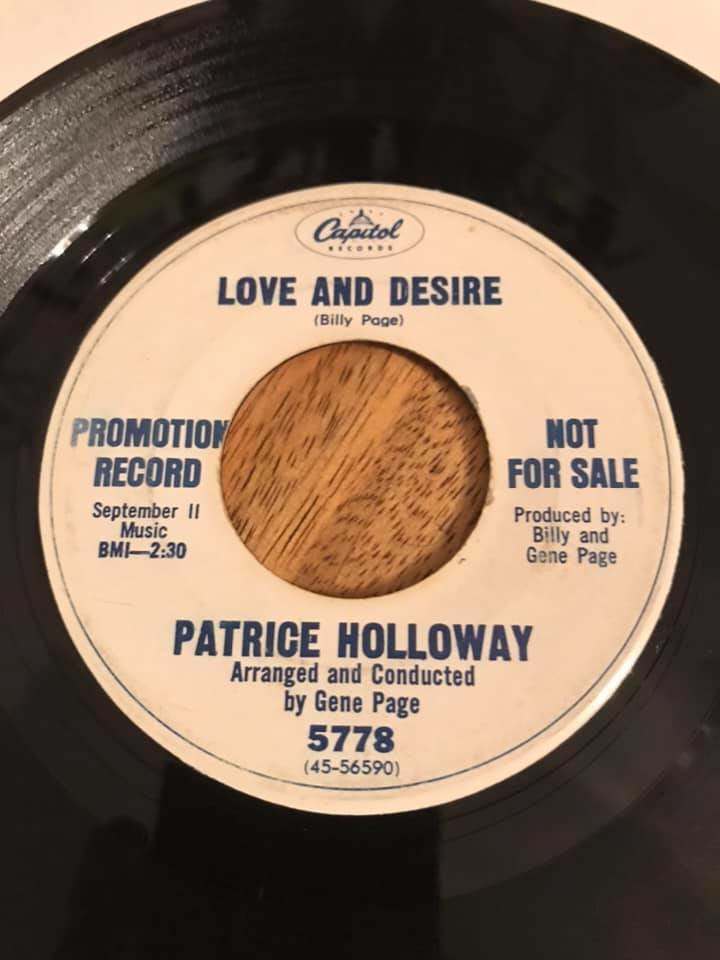 Capitol
RECORDS
LOVE AND DESIRE
(Billy Page)
PROMOTION
RECORD
September 11
Music
BMI—2:30
NOT
FOR SALE
Produced by:
Billy and
Gene Page
PATRICE HOLLOWAY
Arranged and Conducted
by Gene Page
5778
(45-56590)